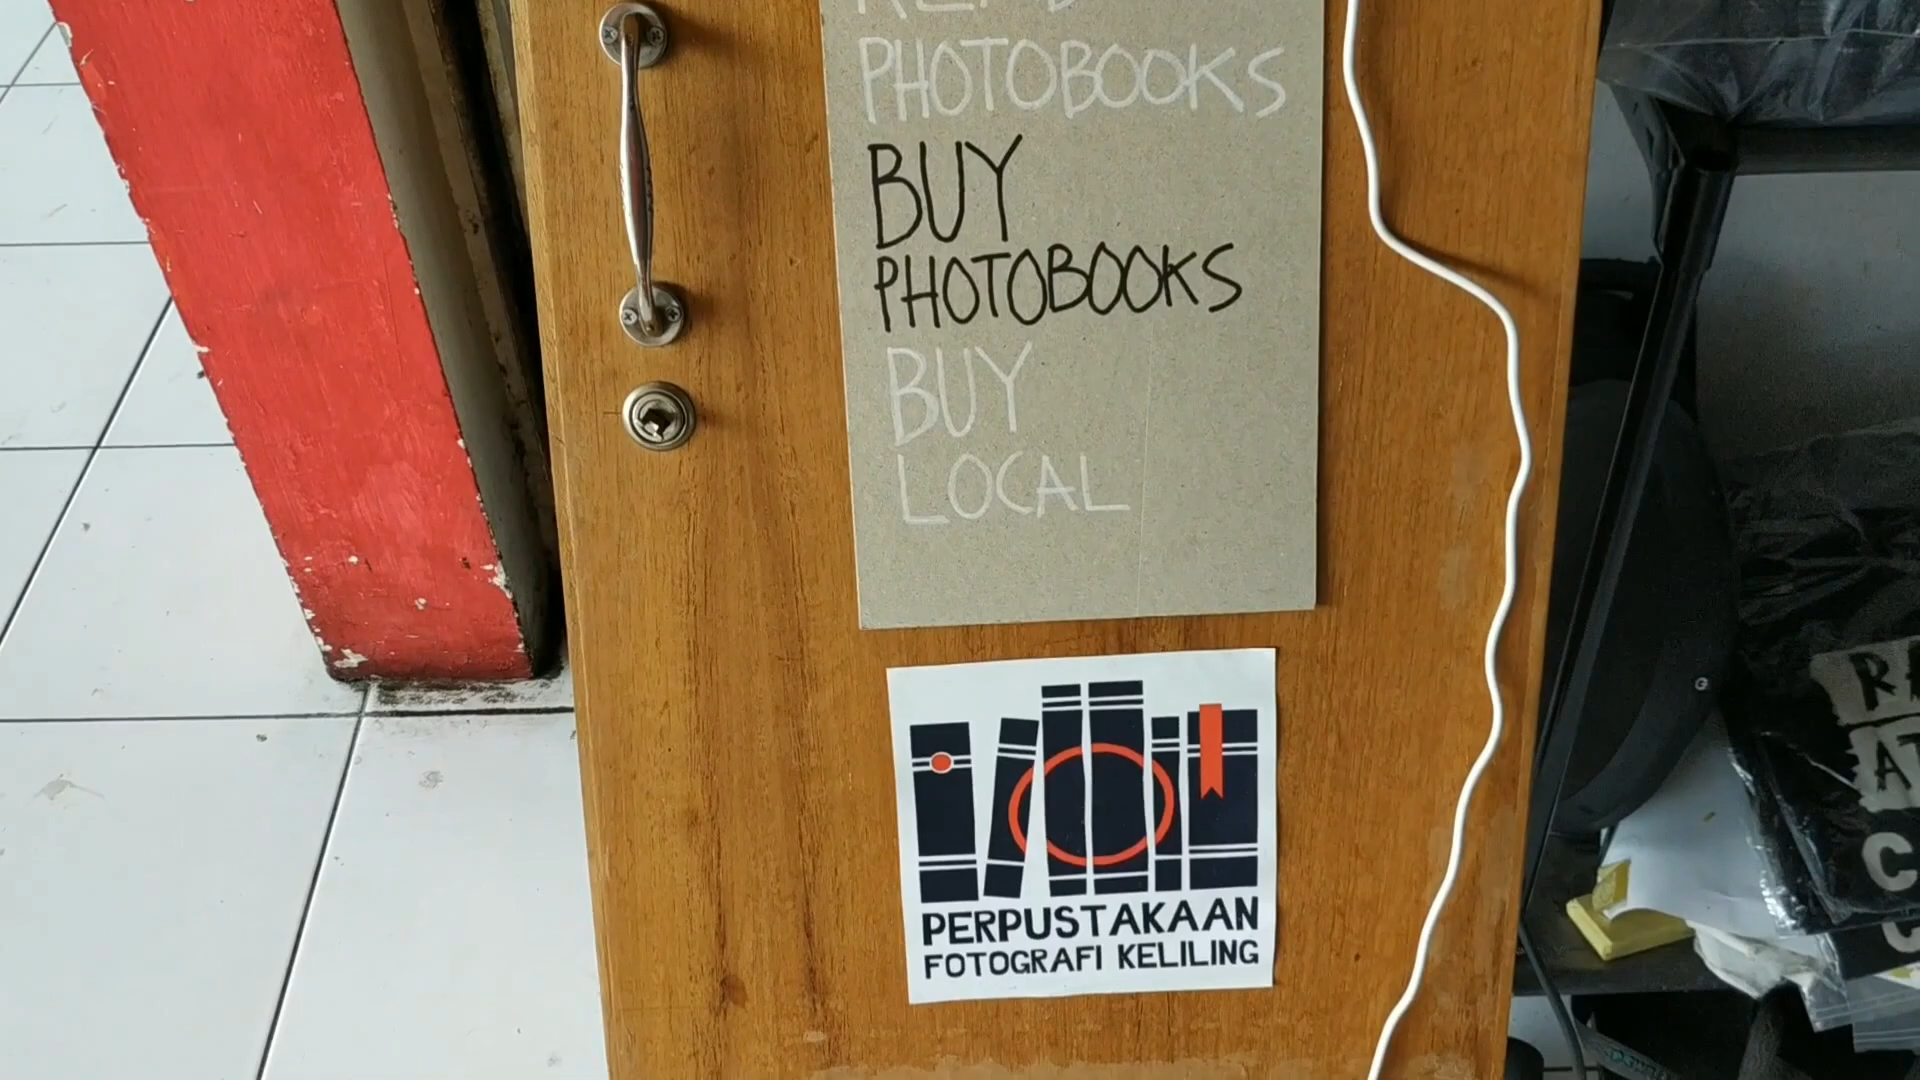 PHOTOBOOKS
BUY
PHOTOBOOKS
BUY
LOCAL
PERPUSTAKAAN
FOTOGRAFI KELILING